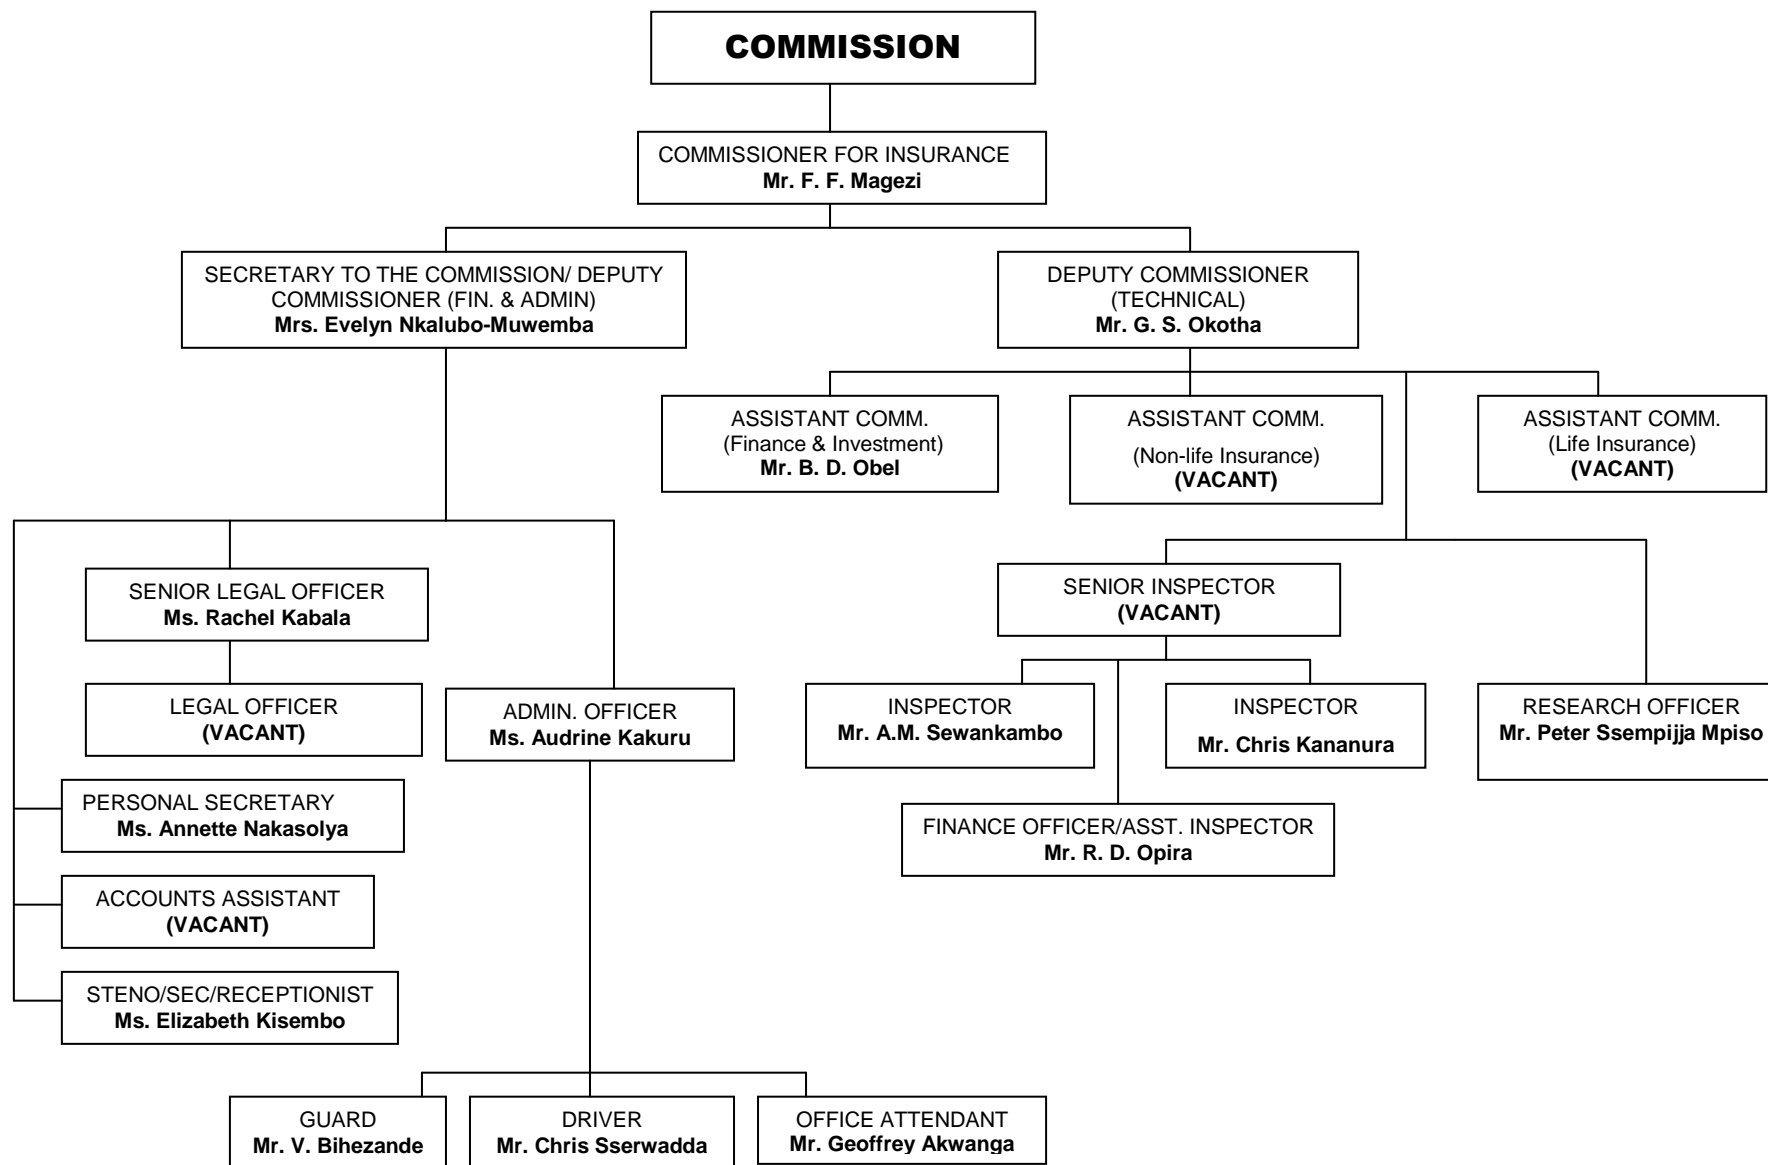 COMMISSION
COMMISSIONER FOR INSURANCE
Mr. F. F. Magezi
SECRETARY TO THE COMMISSION/ DEPUTY
COMMISSIONER (FIN. & ADMIN)
Mrs. Evelyn Nkalubo-Muwemba
DEPUTY COMMISSIONER
(TECHNICAL)
Mr. G. S. Okotha
ASSISTANT COMM.
(Finance & Investment)
Mr. B. D. Obel
ASSISTANT COMM.
(Non-life Insurance)
(VACANT)
ASSISTANT COMM.
(Life Insurance)
(VACANT)
SENIOR LEGAL OFFICER
Ms. Rachel Kabala
SENIOR INSPECTOR
(VACANT)
LEGAL OFFICER
(VACANT)
ADMIN. OFFICER
Ms. Audrine Kakuru
INSPECTOR
Mr. A.M. Sewankambo
INSPECTOR
Mr. Chris Kananura
RESEARCH OFFICER
Mr. Peter Ssempijja Mpiso
PERSONAL SECRETARY
Ms. Annette Nakasolya
FINANCE OFFICER/ASST. INSPECTOR
Mr. R. D. Opira
ACCOUNTS ASSISTANT
(VACANT)
STENO/SEC/RECEPTIONIST
Ms. Elizabeth Kisembo
GUARD
Mr. V. Bihezande
DRIVER
Mr. Chris Sserwadda
OFFICE ATTENDANT
Mr. Geoffrey Akwanga